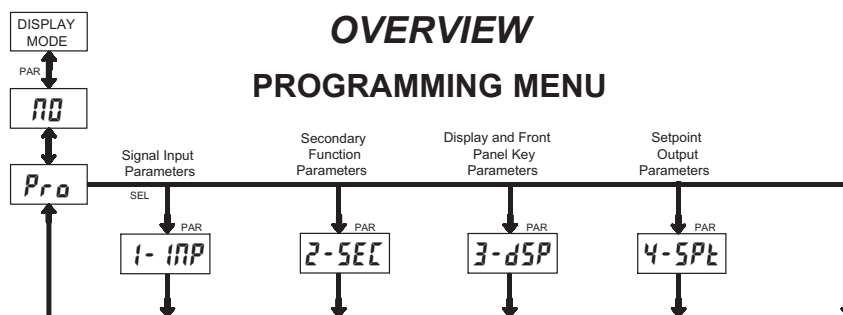 DISPLAY
MODE
OVERVIEW
PAR
PROGRAMMING MENU
NO
Signal Input
Parameters
Secondary
Function
Parameters
Display and Front
Panel Key
Parameters
Setpoint
Output
Parameters
Pro
SEL
PAR
PAR
PAR
PAR
1-INP
2-SEC
3-dSP
4-SPt